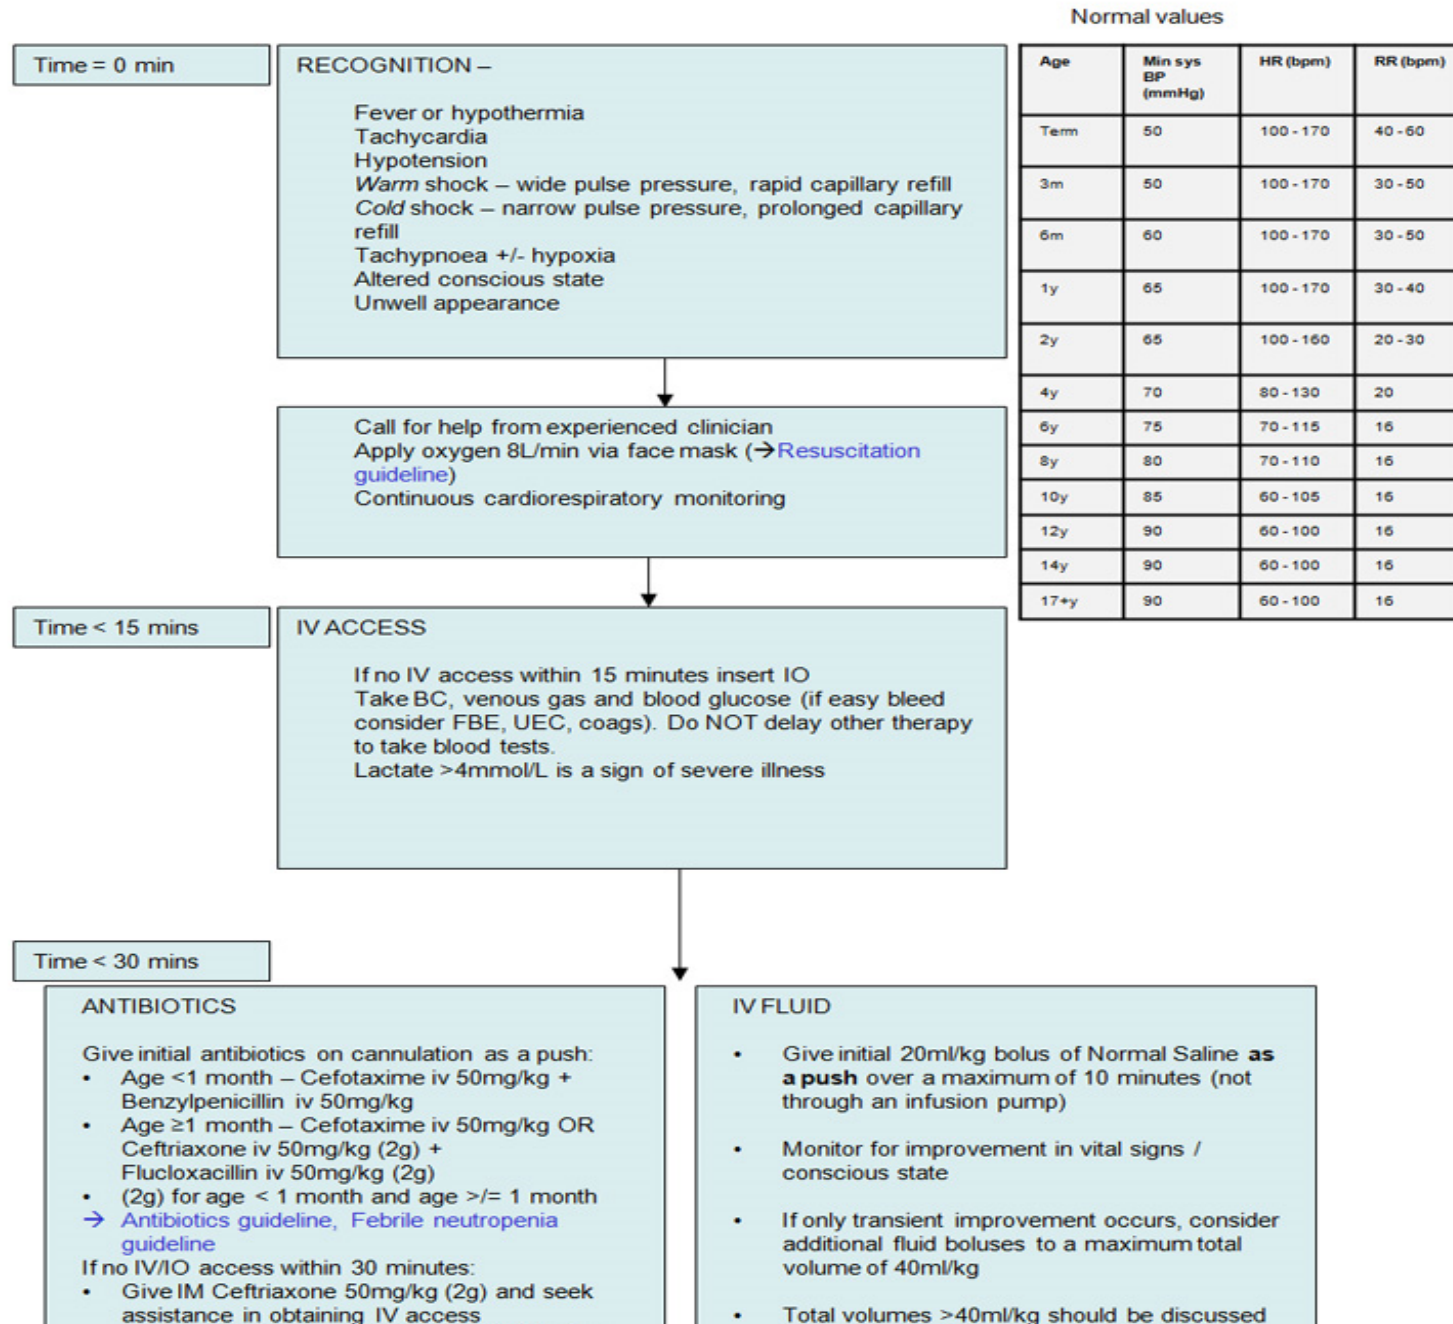 Normal values
Age Min sys BP (mmHg) HR (bpm) RR (bpm)
Term 50 100 - 170 40 - 60
3m 50 100 - 170 30 - 50
6m 60 100 - 170 30 - 50
1y 65 100 - 170 30 - 40
2y 65 100 - 160 20 - 30
4y 70 80 - 130 20
6y 75 70 - 115 16
8y 80 70 - 110 16
10y 85 60 - 105 16
12y 90 60 - 100 16
14y 90 60 - 100 16
17+y 90 60 - 100 16
Time = 0 min
RECOGNITION –
Fever or hypothermia
Tachycardia
Hypotension
Warm shock – wide pulse pressure, rapid capillary refill
Cold shock – narrow pulse pressure, prolonged capillary
refill
Tachypnoea +/- hypoxia
Altered conscious state
Unwell appearance
Call for help from experienced clinician
Apply oxygen 8L/min via face mask (→Resuscitation
guideline)
Continuous cardiorespiratory monitoring
Time < 15 mins
IV ACCESS
If no IV access within 15 minutes insert IO
Take BC, venous gas and blood glucose (if easy bleed
consider FBE, UEC, coags). Do NOT delay other therapy
to take blood tests.
Lactate >4mmol/L is a sign of severe illness
Time < 30 mins
ANTIBIOTICS
Give initial antibiotics on cannulation as a push:
• Age <1 month – Cefotaxime iv 50mg/kg +
Benzylpenicillin iv 50mg/kg
• Age ≥1 month – Cefotaxime iv 50mg/kg OR
Ceftriaxone iv 50mg/kg (2g) +
Flucloxacillin iv 50mg/kg (2g)
• (2g) for age < 1 month and age >/= 1 month
→ Antibiotics guideline, Febrile neutropenia
guideline
If no IV/IO access within 30 minutes:
• Give IM Ceftriaxone 50mg/kg (2g) and seek
assistance in obtaining IV access
IV FLUID
• Give initial 20ml/kg bolus of Normal Saline as
a push over a maximum of 10 minutes (not
through an infusion pump)
• Monitor for improvement in vital signs /
conscious state
• If only transient improvement occurs, consider
additional fluid boluses to a maximum total
volume of 40ml/kg
• Total volumes >40ml/kg should be discussed